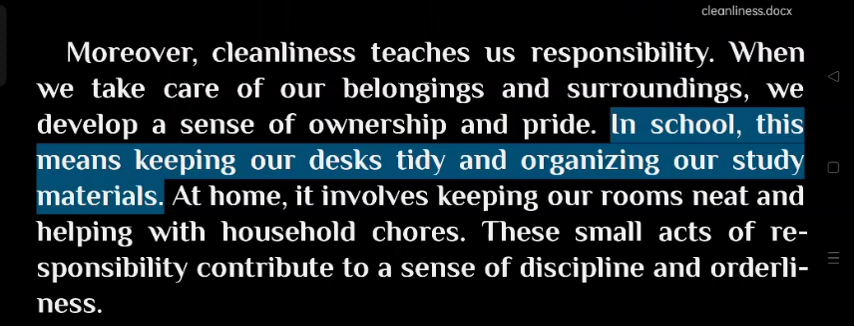 cleanliness.docx
Moreover, cleanliness teaches us responsibility. When
we take care of our belongings and surroundings, we
develop a sense of ownership and pride. In school, this
means keeping our desks tidy and organizing our study
materials. At home, it involves keeping our rooms neat and
helping with household chores. These small acts of re-
sponsibility contribute to a sense of discipline and orderli-
ness.